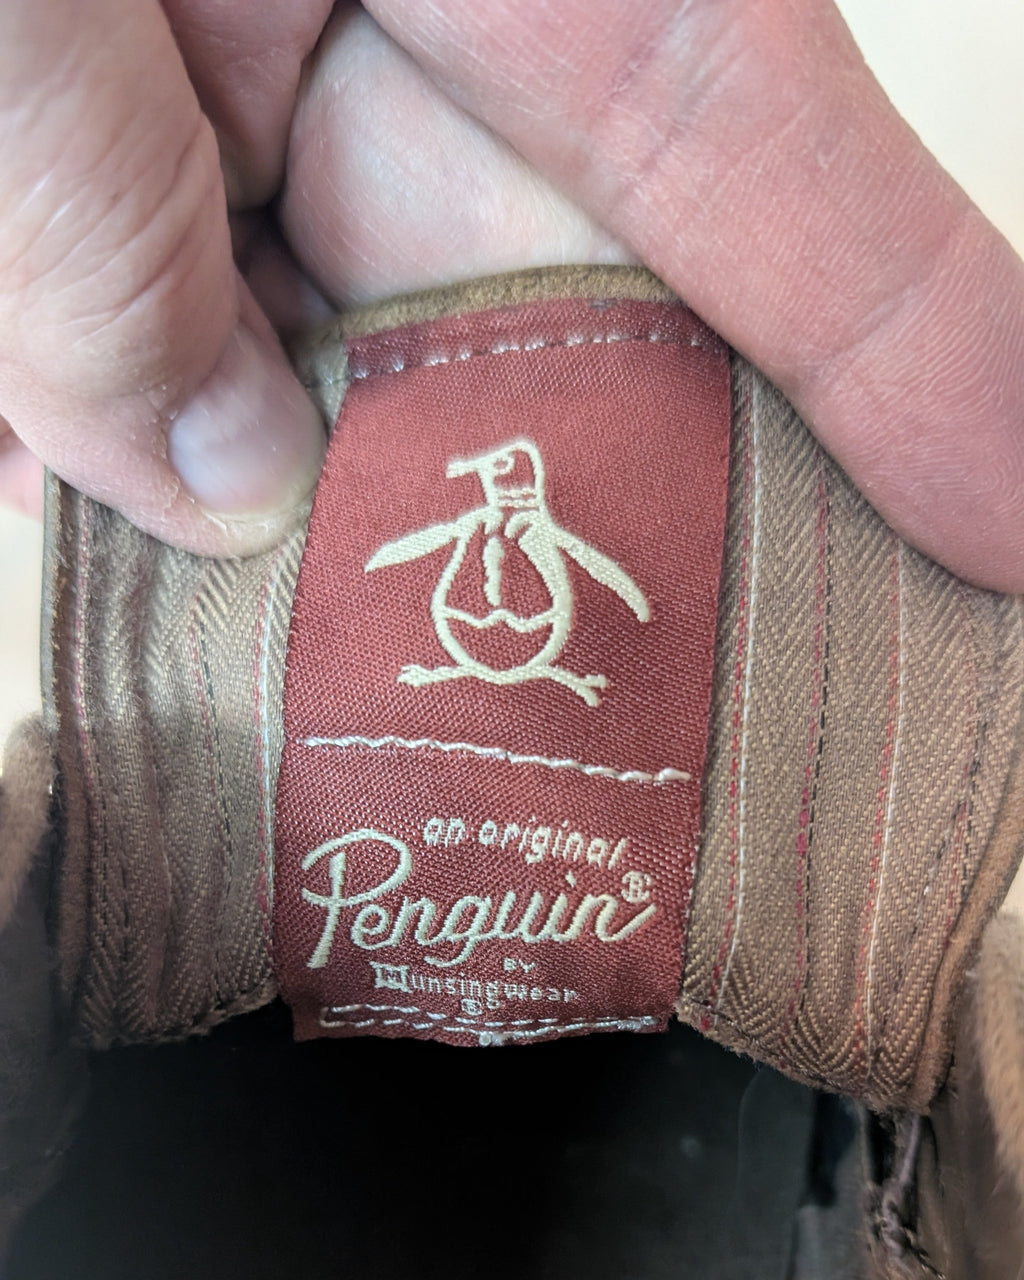 an original
Penguin®
BY
Munsingwear
®